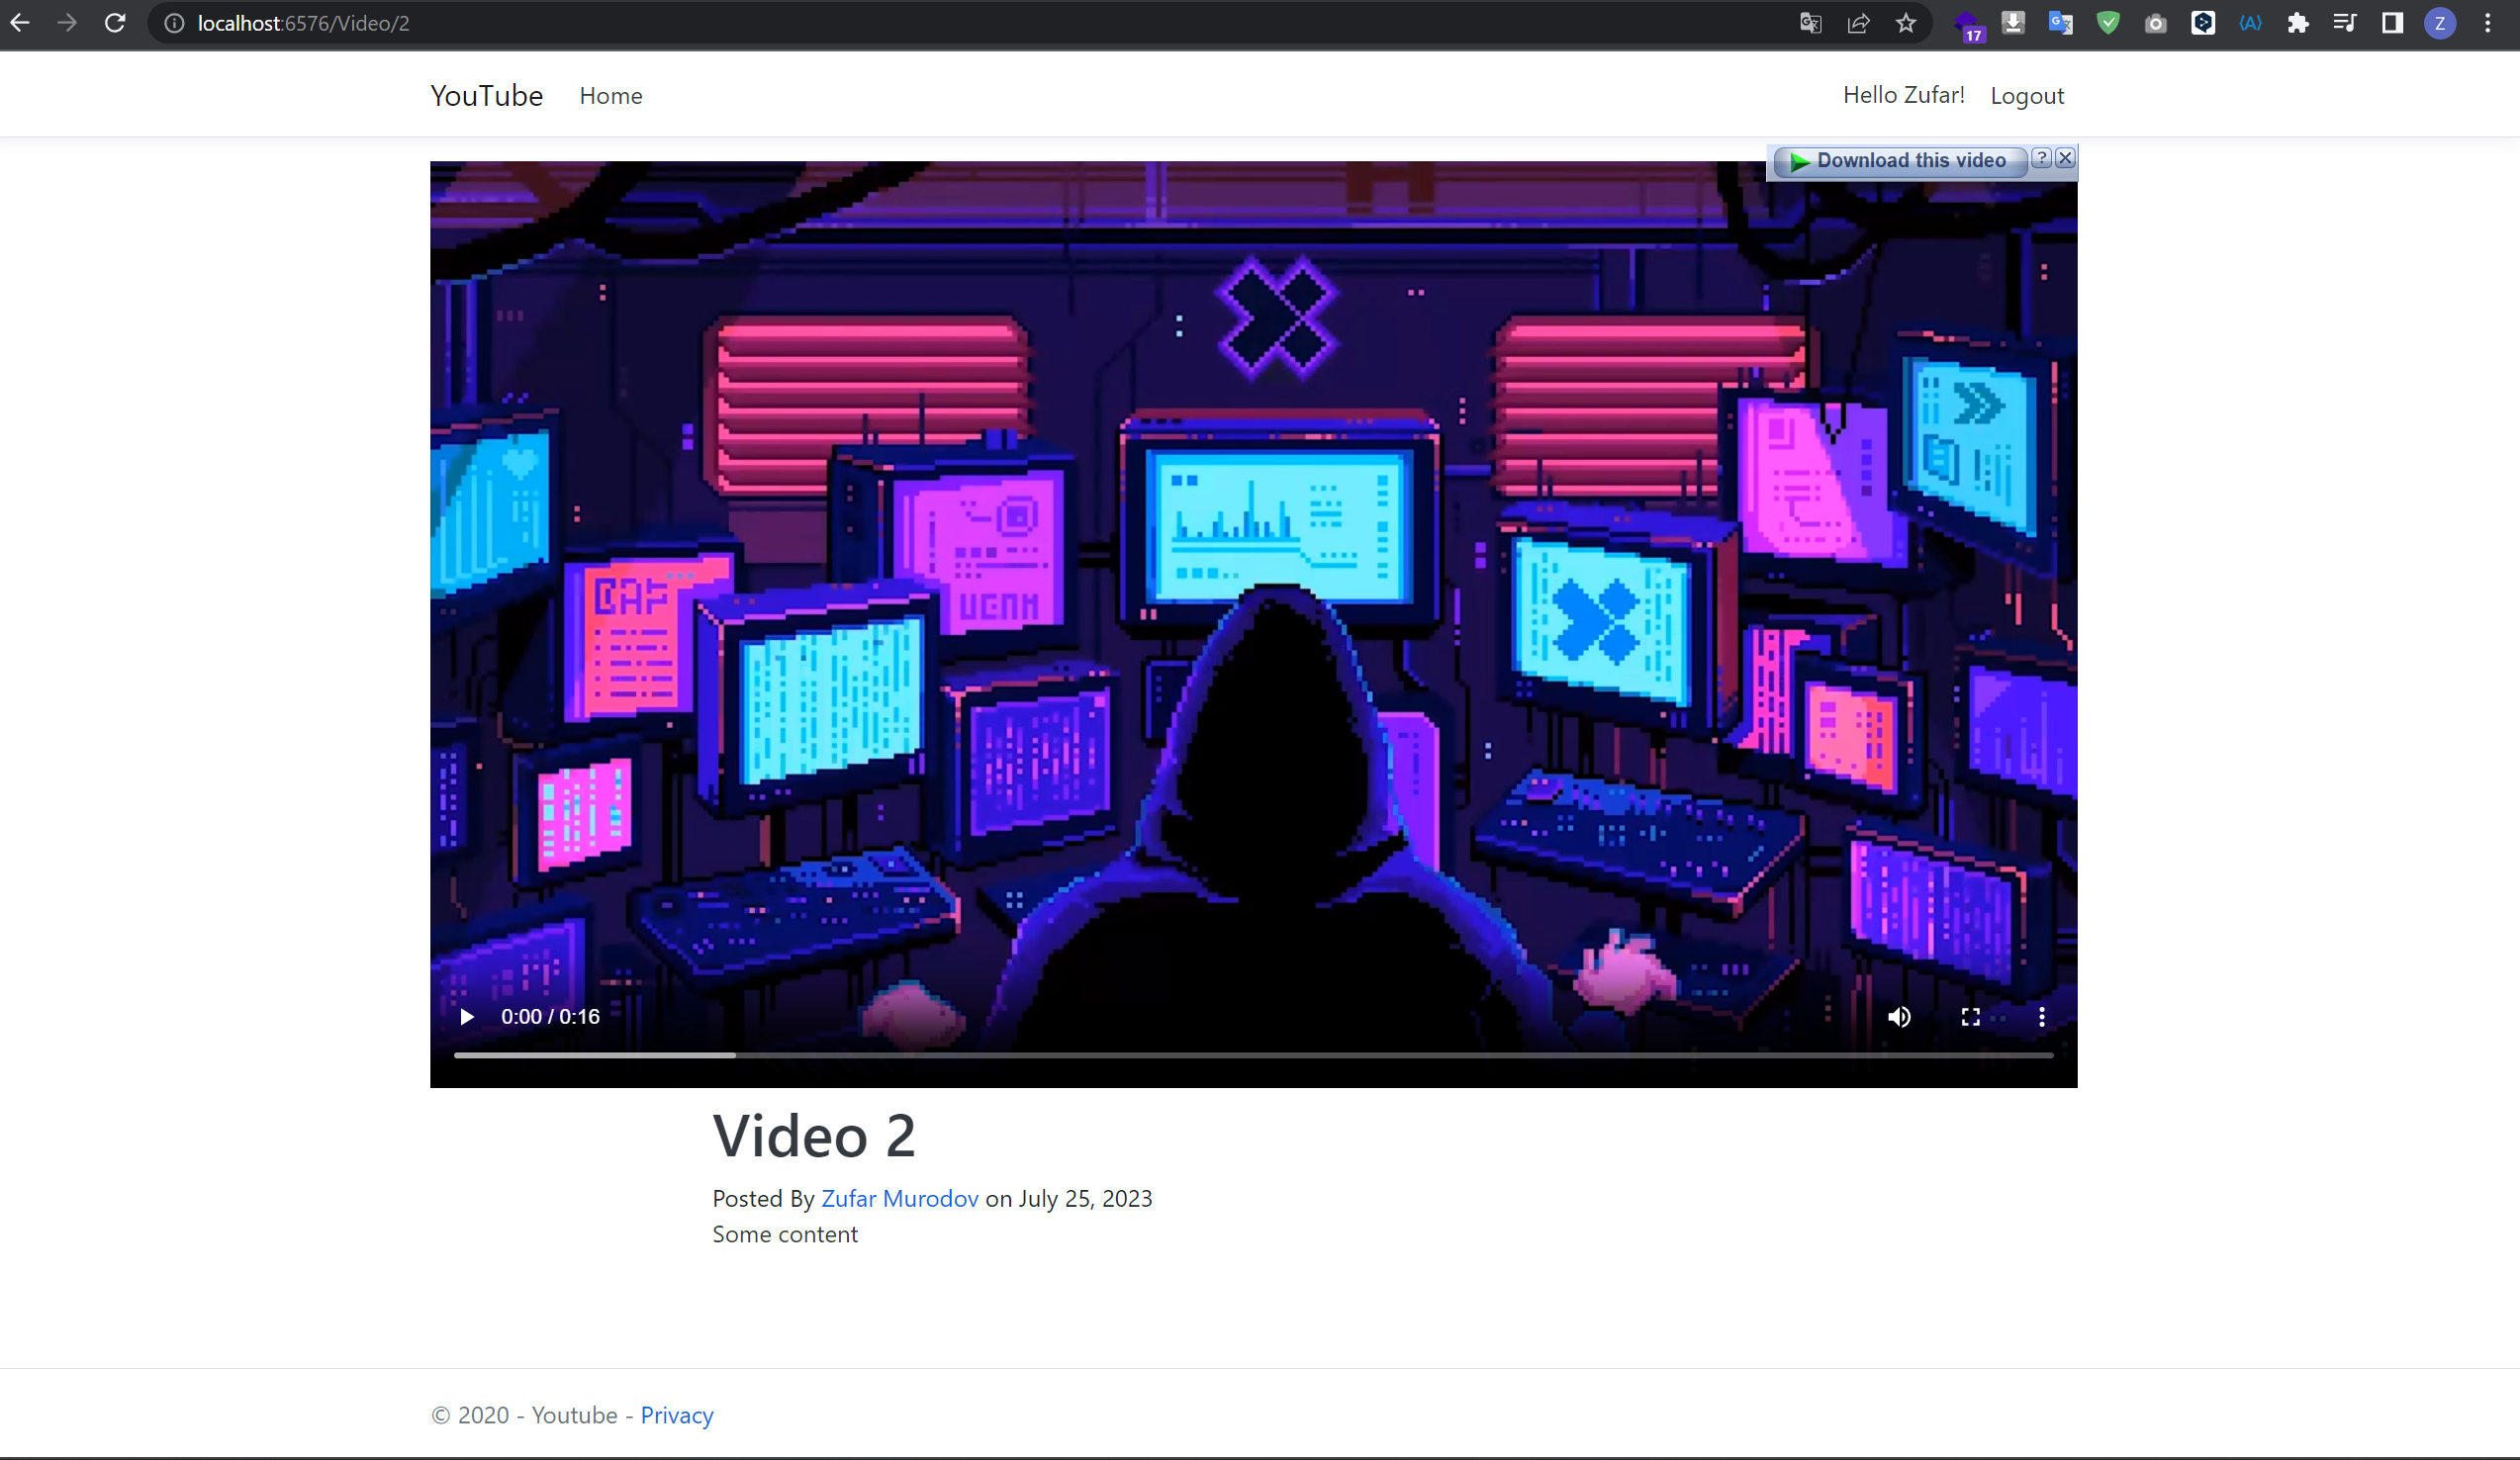 localhost:6576/Video/2
17
Z
YouTube
Home
Hello Zufar!
Logout
Download this video
?
0:00 / 0:16
Video 2
Posted By Zufar Murodov on July 25, 2023
Some content
© 2020 - Youtube - Privacy